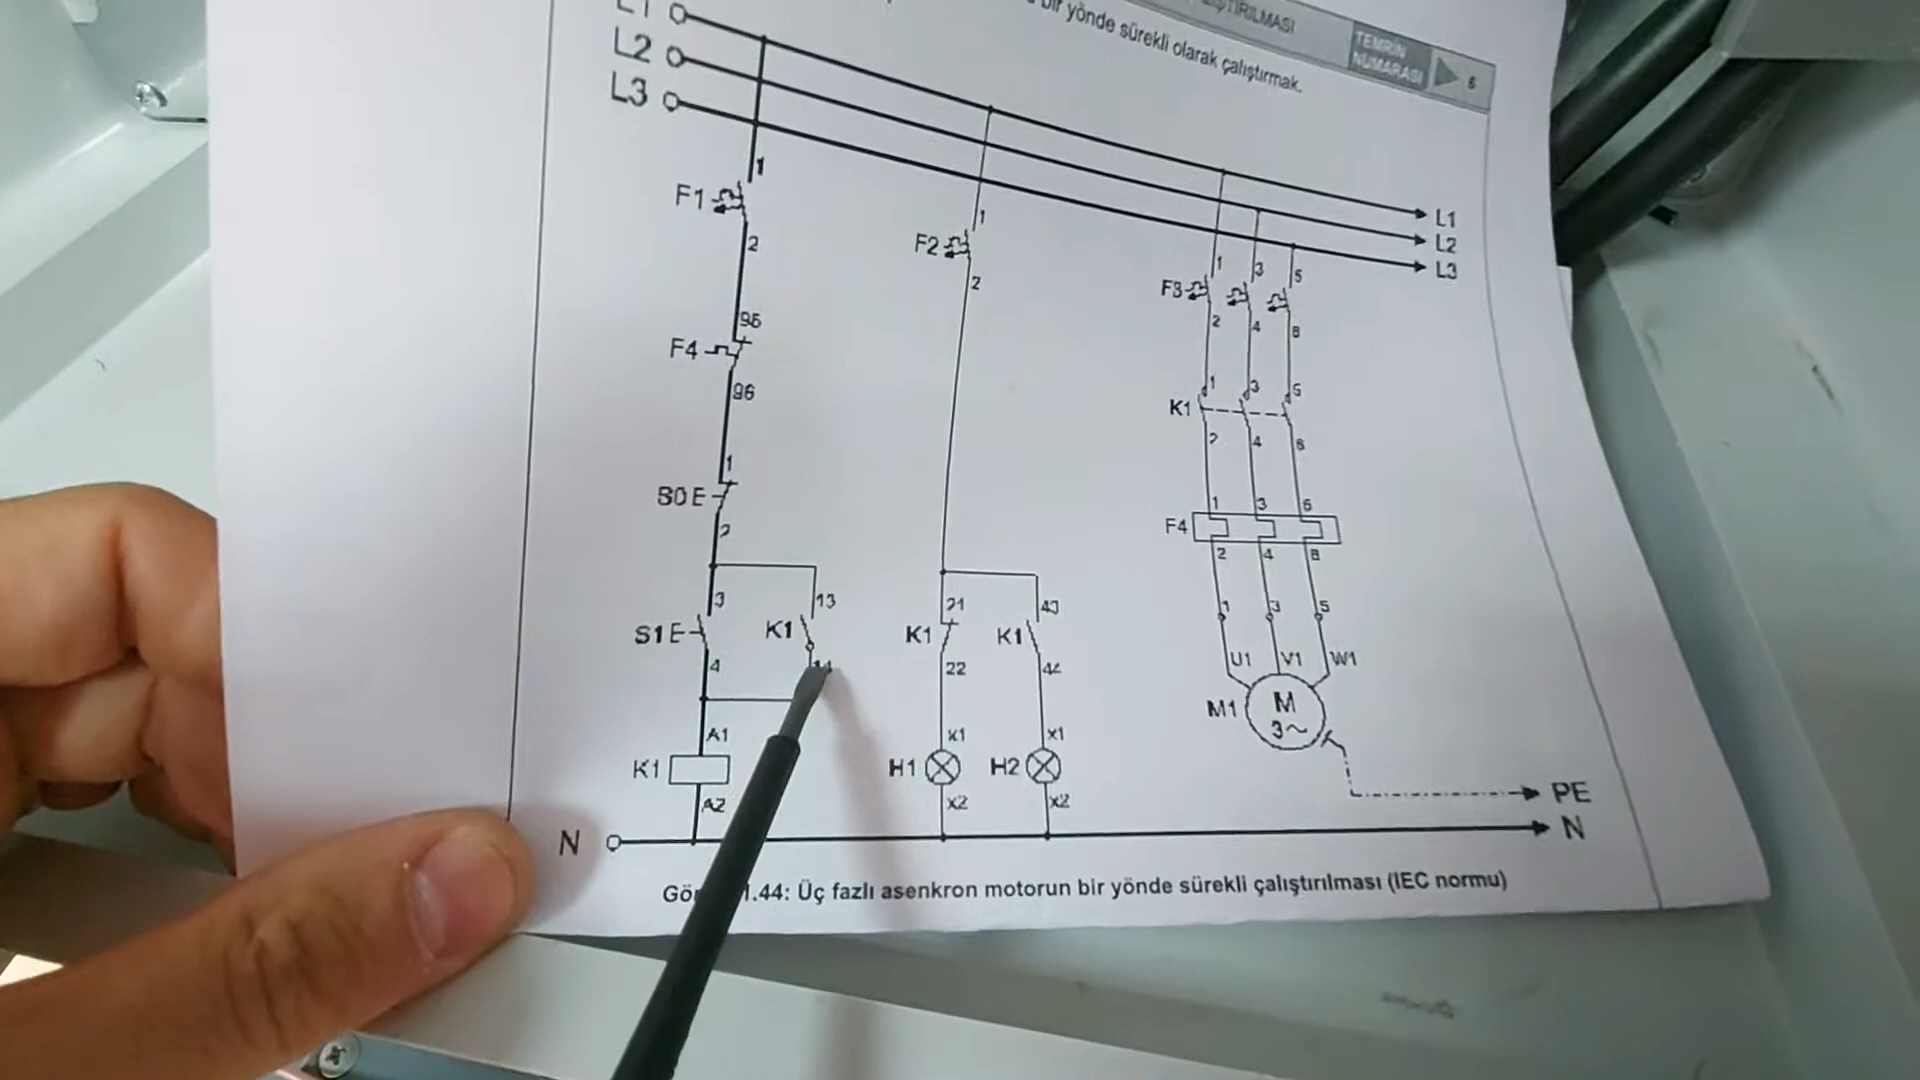 TEMRİN
NUMARASI
6
bir yönde sürekli olarak çalıştırmak.
L1
L2
L3
L1
L2
L3
1
F1
2
95
F4
96
1
S0 E
2
3
S1 E
4
13
K1
14
A1
K1
A2
1
F2
2
21
K1
22
43
K1
44
X1
H1
X2
X1
H2
X2
1
3
5
F3
2
4
6
1
3
5
K1
2
4
6
1
3
5
F4
2
4
6
1
3
5
U1
V1
W1
M1
M
3~
PE
N
N
1.44: Üç fazlı asenkron motorun bir yönde sürekli çalıştırılması (IEC normu)